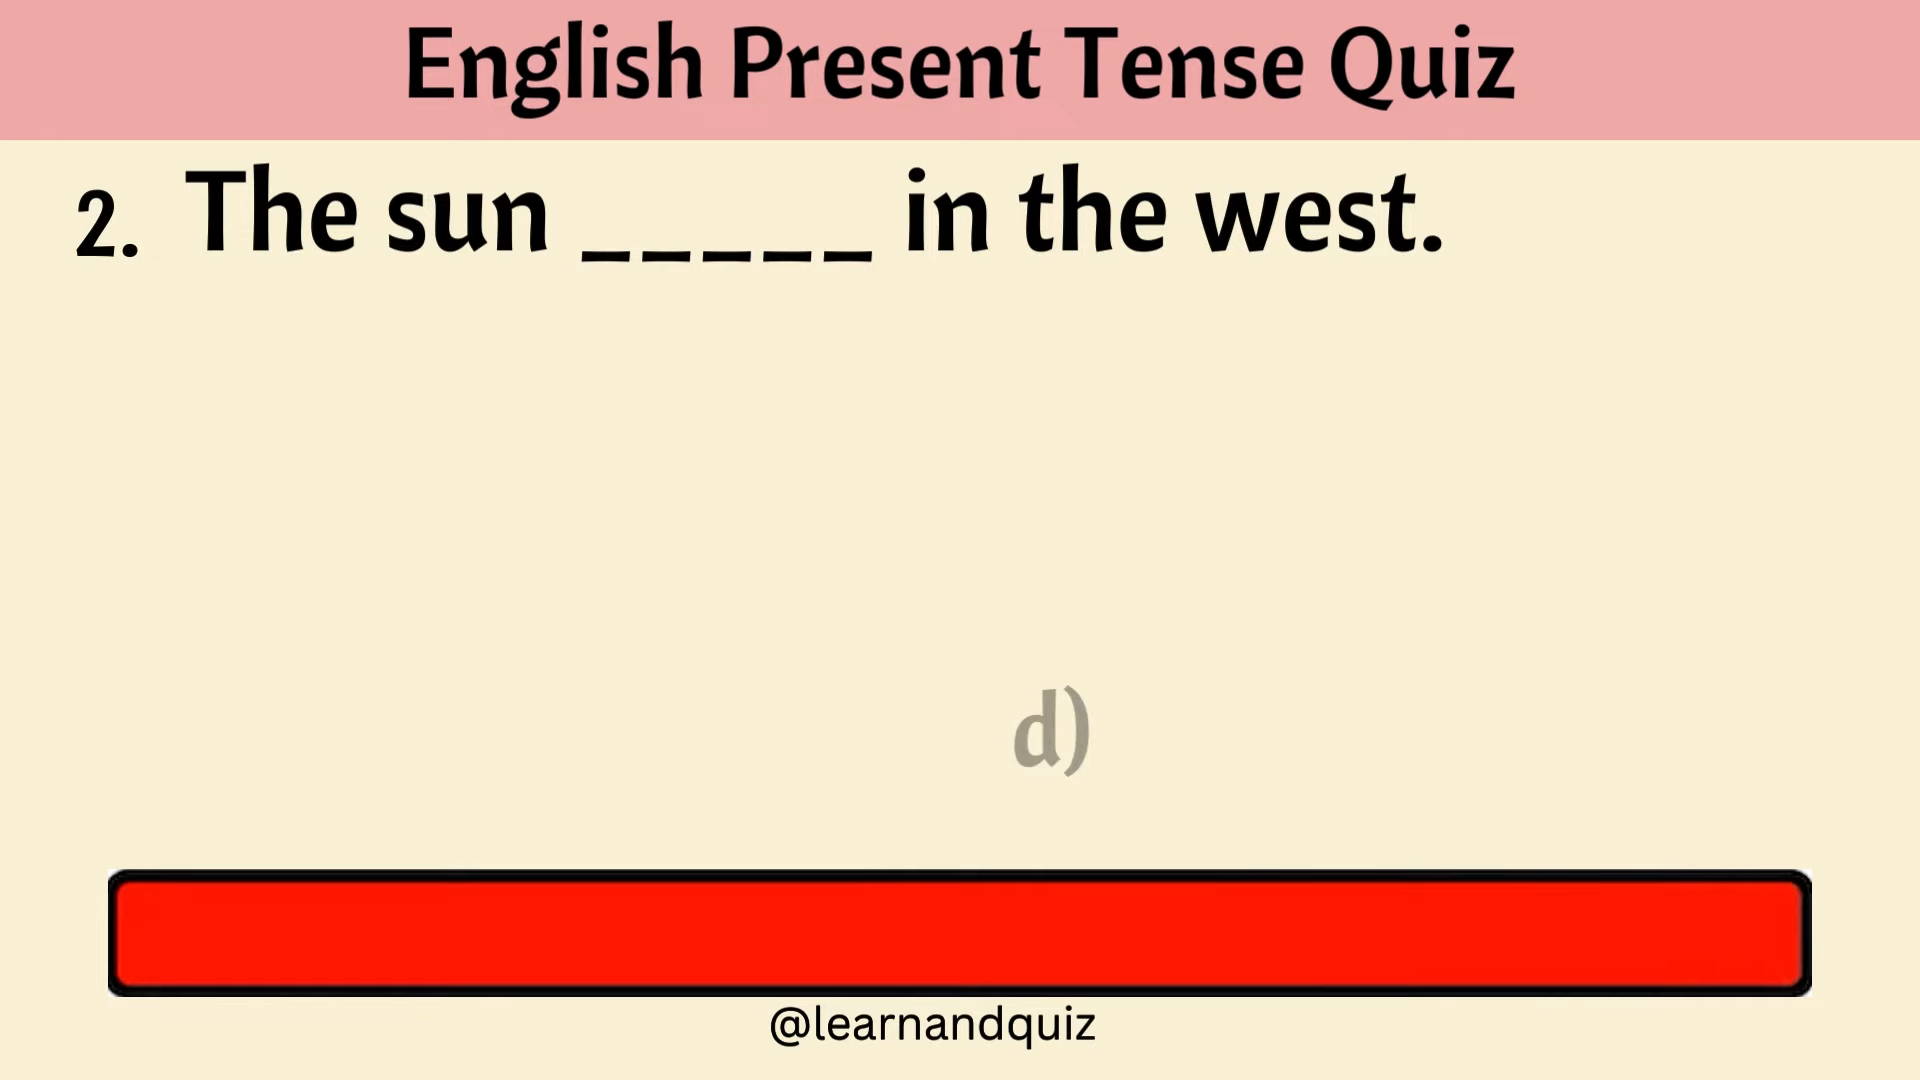 English Present Tense Quiz
2. The sun _____ in the west.
d)
@learnandquiz